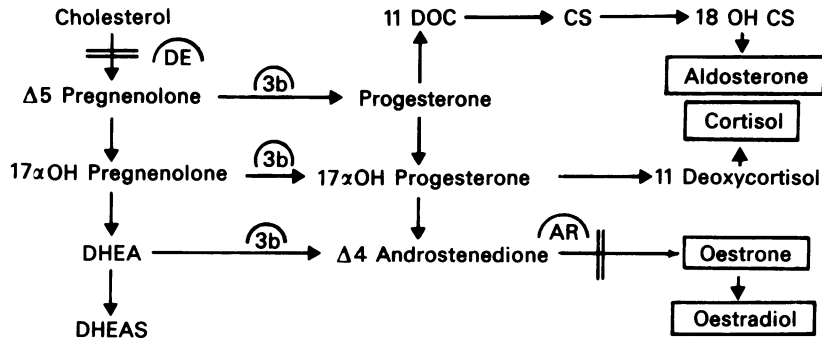 Cholesterol 11 DOC CS 18 OH CS
DE
Aldosterone
Δ5 Pregnenolone 3b Progesterone
Cortisol
17αOH Pregnenolone 3b 17αOH Progesterone 11 Deoxycortisol
DHEA 3b Δ4 Androstenedione AR Oestrone
DHEAS Oestradiol